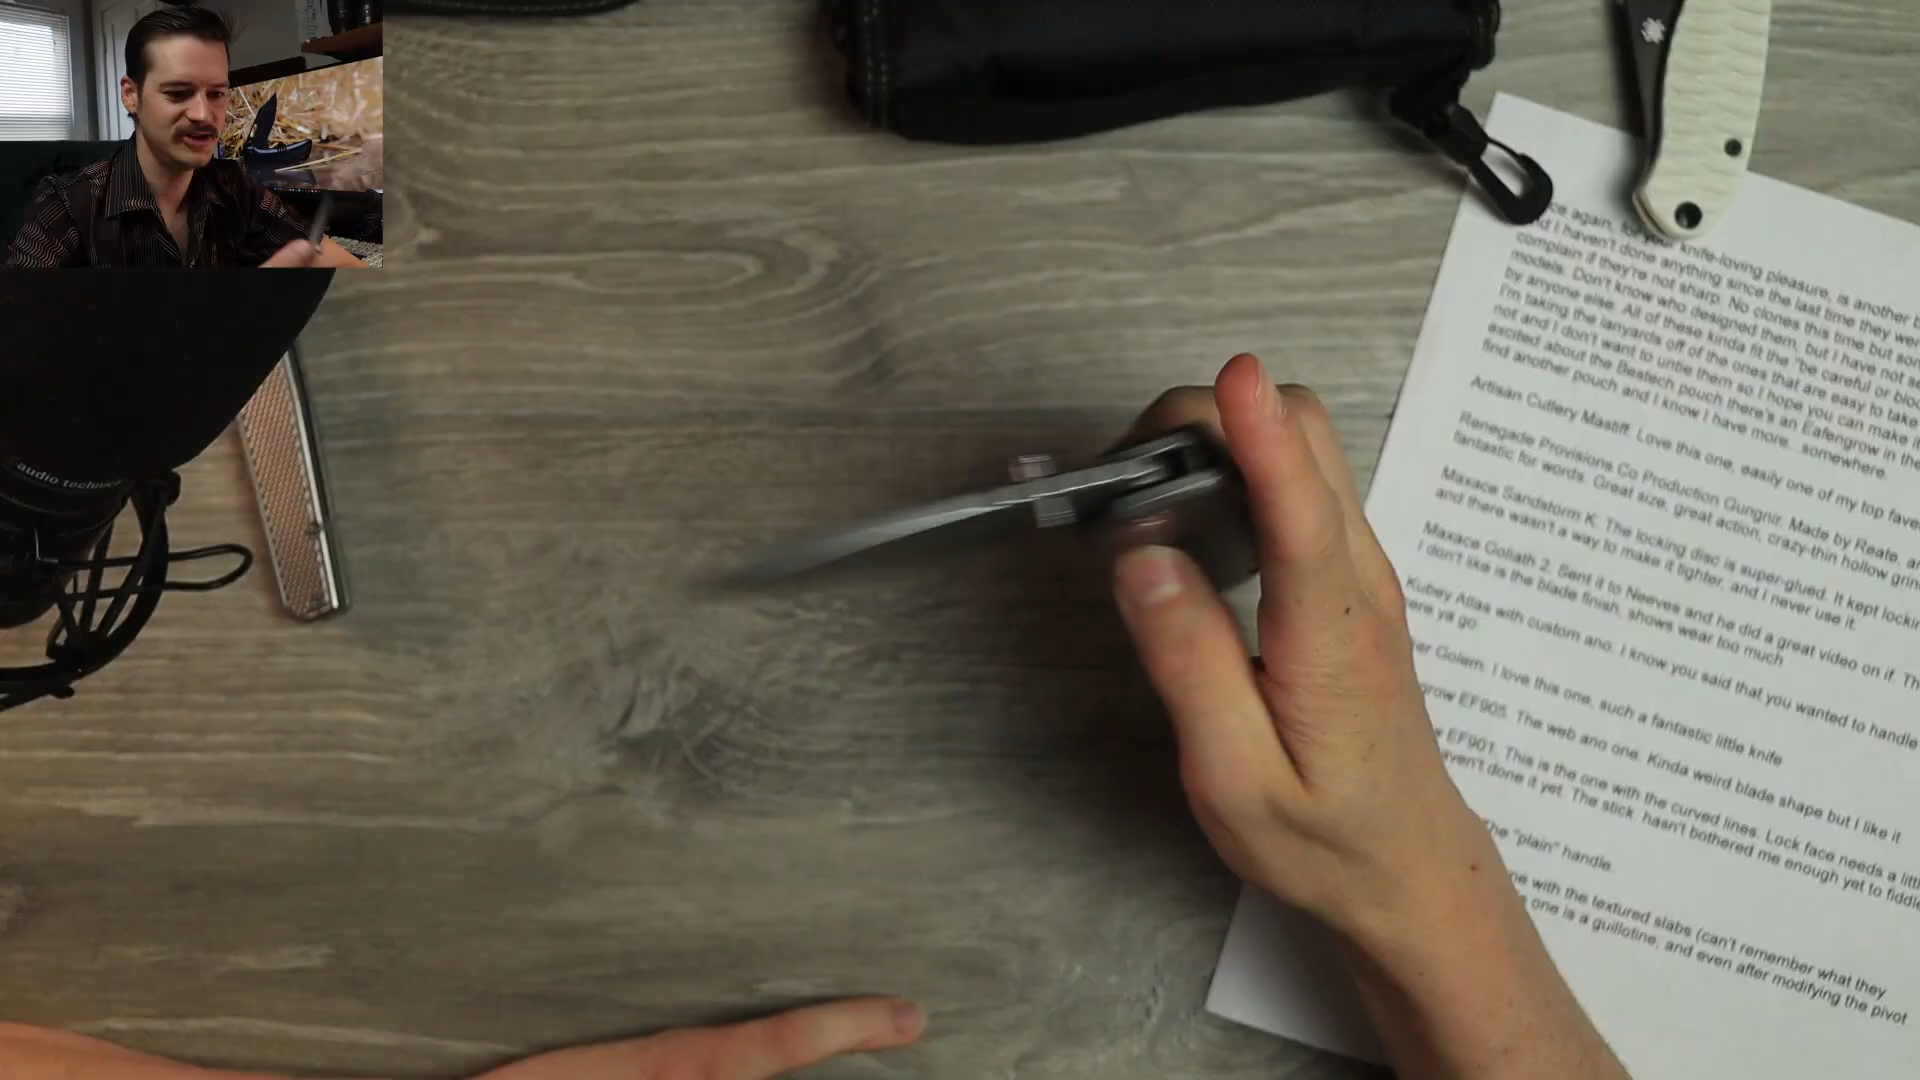 audio technica
ce again, for your knife-loving pleasure, is another b
d I haven't done anything since the last time they wer
complain if they're not sharp. No clones this time but som
models. Don't know who designed them, but I have not se
by anyone else. All of these kinda fit the "be careful or bloo
I'm taking the lanyards off of the ones that are easy to take
not and I don't want to untie them so I hope you can make it
excited about the Bestech pouch there's an Eafengrow in the
find another pouch and I know I have more.. somewhere.
Artisan Cutlery Mastiff. Love this one, easily one of my top fave
Renegade Provisions Co Production Gungnir. Made by Reate, a
fantastic for words. Great size, great action, crazy-thin hollow grin
Maxace Sandstorm K. The locking disc is super-glued. It kept lockin
and there wasn't a way to make it tighter, and I never use it.
Maxace Goliath 2. Sent it to Neeves and he did a great video on it. Th
I don't like is the blade finish, shows wear too much
Kubey Atlas with custom ano. I know you said that you wanted to handle
ere ya go
er Golem. I love this one, such a fantastic little knife
grow EF905. The web ano one. Kinda weird blade shape but I like it
EF901. This is the one with the curved lines. Lock face needs a littl
aven't done it yet. The stick hasn't bothered me enough yet to fiddle
he "plain" handle.
ne with the textured slabs (can't remember what they
one is a guillotine, and even after modifying the pivot